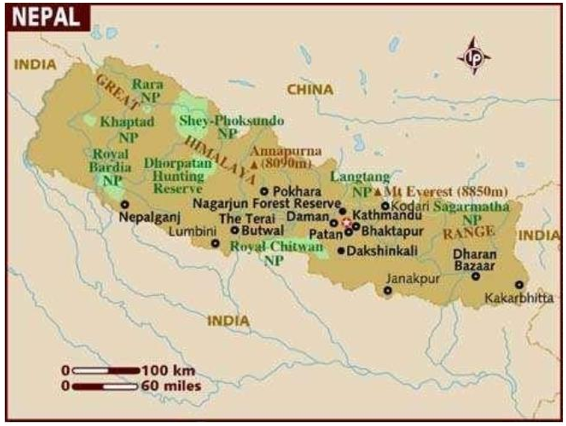 NEPAL
INDIA
CHINA
LP
GREAT
HIMALAYA
RANGE
Rara
NP
Khaptad
NP
Shey-Phoksundo
NP
Royal
Bardia
NP
Dhorpatan
Hunting
Reserve
Annapurna
(8090m)
Langtang
NP
Mt Everest (8850m)
Pokhara
Nagarjun Forest Reserve
Kodari
Sagarmatha
NP
Nepalganj
The Terai
Daman
Kathmandu
Lumbini
Butwal
Patan
Bhaktapur
INDIA
Royal Chitwan
NP
Dakshinkali
Dharan
Bazaar
Janakpur
Kakarbhitta
INDIA
0 100 km
0 60 miles